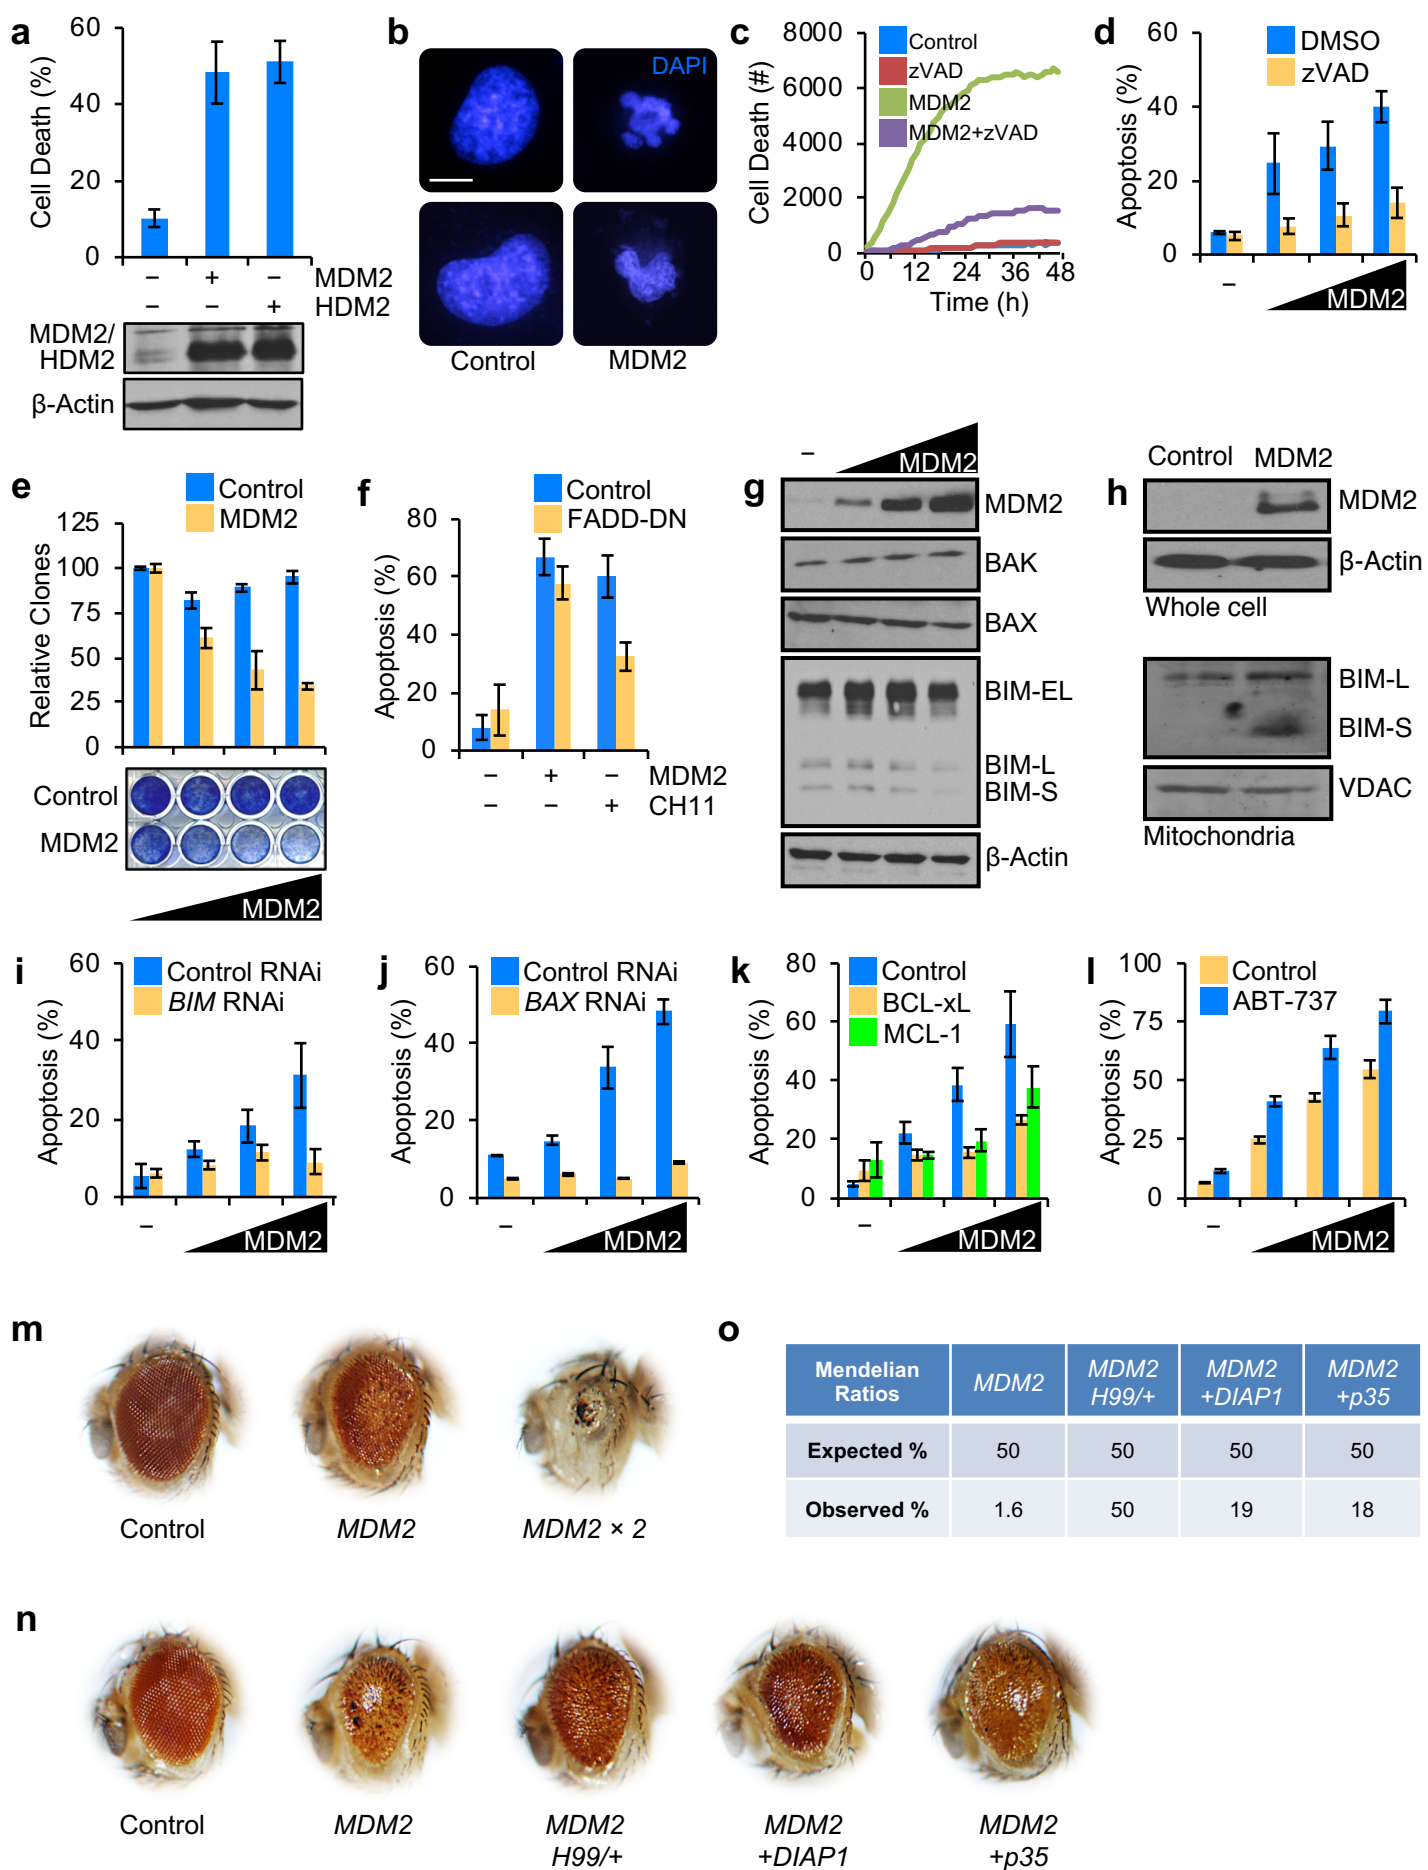 a
60
40
20
0
Cell Death (%)
– + – MDM2
– – + HDM2
MDM2/
HDM2
β-Actin
b
DAPI
Control MDM2
c
8000
6000
4000
2000
0
Cell Death (#)
Control
zVAD
MDM2
MDM2+zVAD
0 12 24 36 48
Time (h)
d
60
40
20
0
Apoptosis (%)
DMSO
zVAD
– MDM2
e
Control
MDM2
125
100
75
50
25
0
Relative Clones
Control
MDM2
MDM2
f
Control
FADD-DN
80
60
40
20
0
Apoptosis (%)
– + – MDM2
– – + CH11
g
– MDM2
MDM2
BAK
BAX
BIM-EL
BIM-L
BIM-S
β-Actin
h
Control MDM2
MDM2
β-Actin
Whole cell
BIM-L
BIM-S
VDAC
Mitochondria
i
60
40
20
0
Apoptosis (%)
Control RNAi
BIM RNAi
– MDM2
j
60
40
20
0
Apoptosis (%)
Control RNAi
BAX RNAi
MDM2
k
80
60
40
20
0
Apoptosis (%)
Control
BCL-xL
MCL-1
– MDM2
l
100
75
50
25
0
Apoptosis (%)
Control
ABT-737
– MDM2
m
Control MDM2 MDM2 × 2
o
Mendelian Ratios MDM2 MDM2 H99/+ MDM2 +DIAP1 MDM2 +p35
Expected % 50 50 50 50
Observed % 1.6 50 19 18
n
Control MDM2 MDM2 MDM2 MDM2
H99/+ +DIAP1 +p35